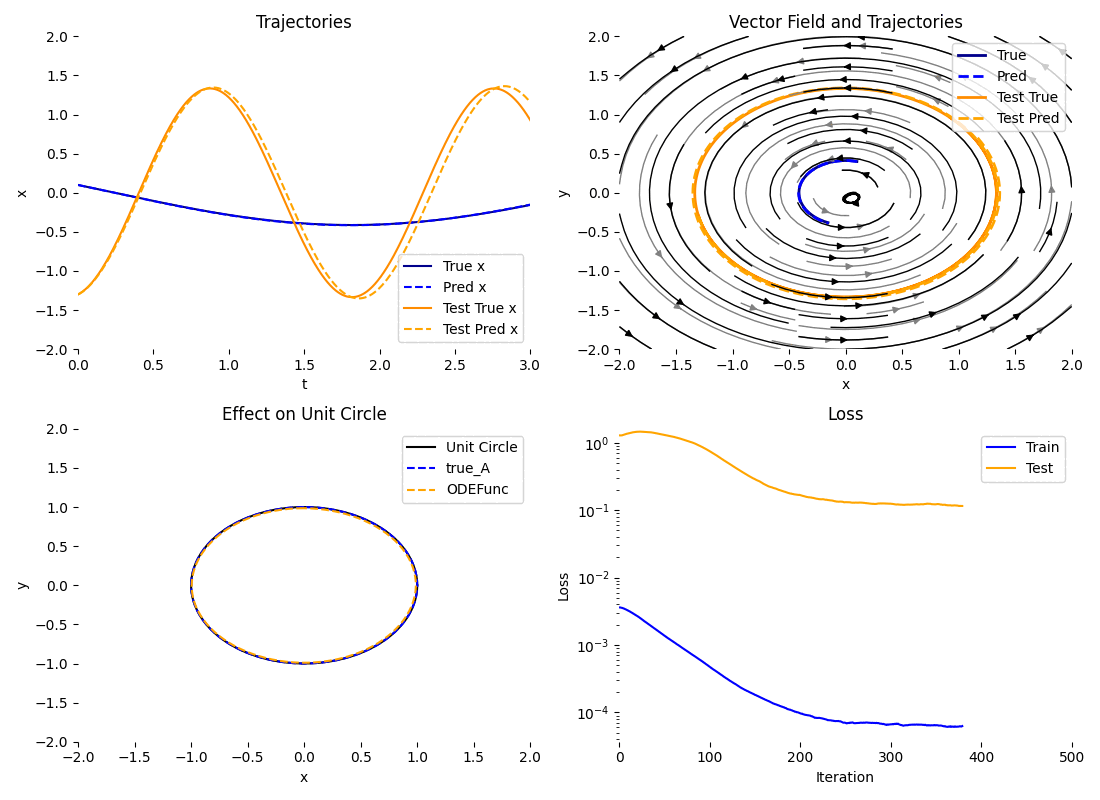 Trajectories
2.0
1.5
1.0
0.5
0.0
−0.5
−1.0
−1.5
−2.0
x
True x
Pred x
Test True x
Test Pred x
0.0 0.5 1.0 1.5 2.0 2.5 3.0
t
Vector Field and Trajectories
2.0
1.5
1.0
0.5
0.0
−0.5
−1.0
−1.5
−2.0
y
True
Pred
Test True
Test Pred
−2.0 −1.5 −1.0 −0.5 0.0 0.5 1.0 1.5 2.0
x
Effect on Unit Circle
2.0
1.5
1.0
0.5
0.0
−0.5
−1.0
−1.5
−2.0
y
Unit Circle
true_A
ODEFunc
−2.0 −1.5 −1.0 −0.5 0.0 0.5 1.0 1.5 2.0
x
Loss
10⁰
10⁻¹
10⁻²
10⁻³
10⁻⁴
Loss
Train
Test
0 100 200 300 400 500
Iteration